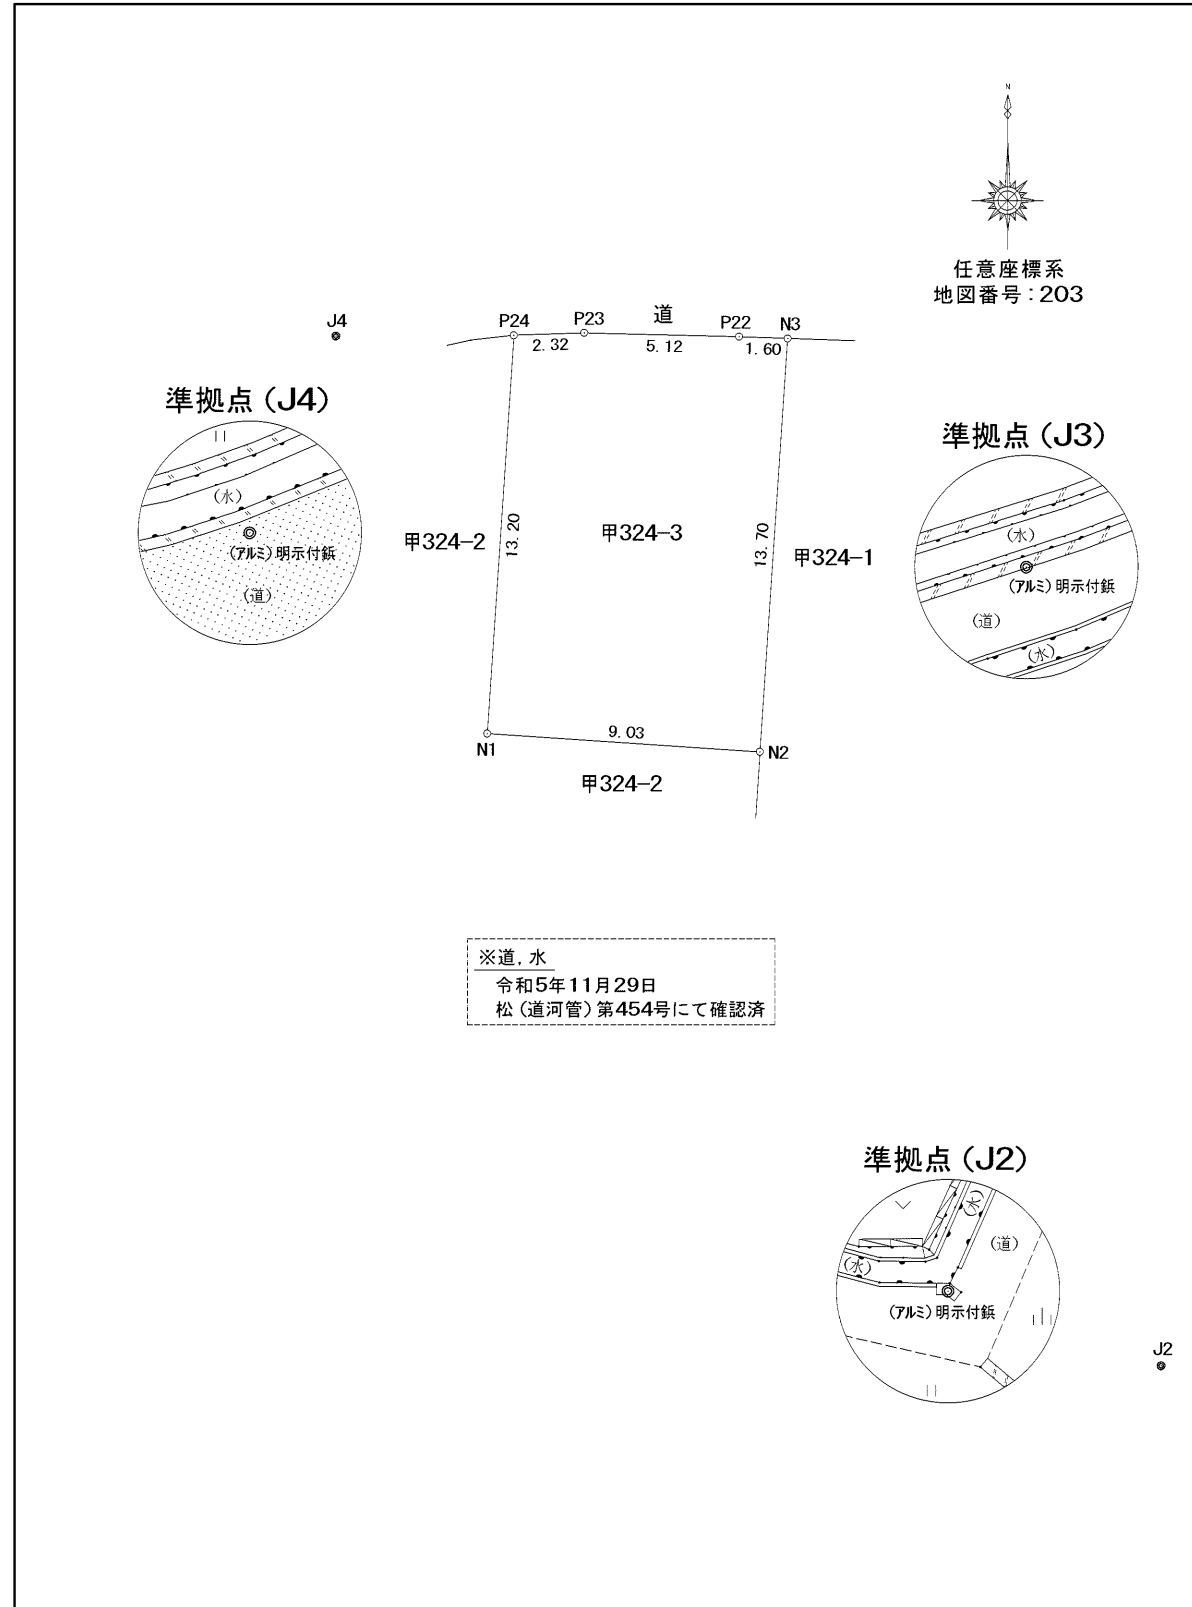 N
任意座標系
地図番号:203
J4
P24
P23
道
P22
N3
2.32
5.12
1.60
準拠点(J4)
(水)
(アルミ)明示付鋲
(道)
準拠点(J3)
(水)
(アルミ)明示付鋲
(道)
(水)
甲324-2
13.20
甲324-3
13.70
甲324-1
N1
9.03
N2
甲324-2
※道,水
令和5年11月29日
松(道河管)第454号にて確認済
準拠点(J2)
(水)
(道)
(水)
(アルミ)明示付鋲
J2